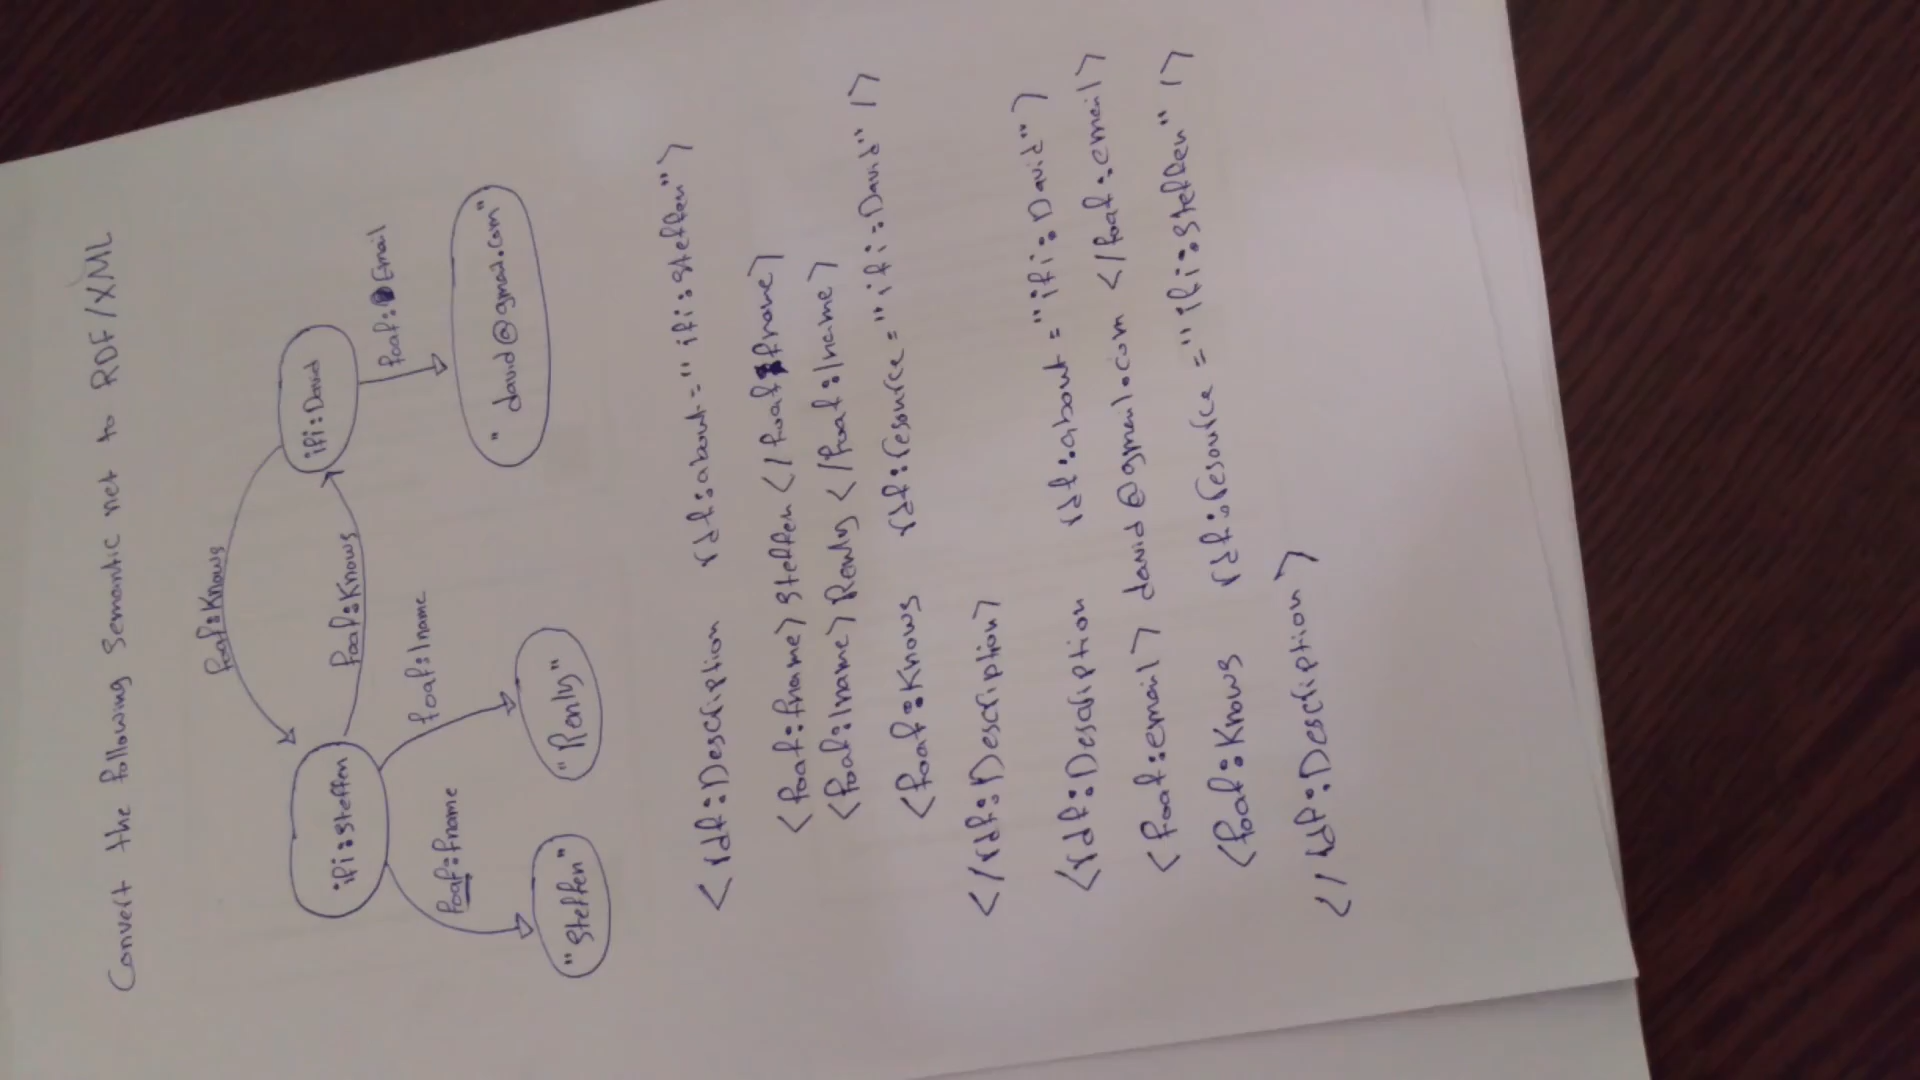 Convert the following Semantic net to RDF/XML
foaf:Knows
ifi:Steffen
ifi:David
foaf:Knows
foaf:fname
foaf:lname
foaf:Email
"Steffen"
"Renly"
"david@gmail.com"
<rdf:Description rdf:about="ifi:Steffen">
<foaf:fname>Steffen</foaf:fname>
<foaf:lname>Renly</foaf:lname>
<foaf:Knows rdf:resource="ifi:David"/>
</rdf:Description>
<rdf:Description rdf:about="ifi:David">
<foaf:email>david@gmail.com</foaf:email>
<foaf:Knows rdf:resource="ifi:Steffen"/>
</rdf:Description>